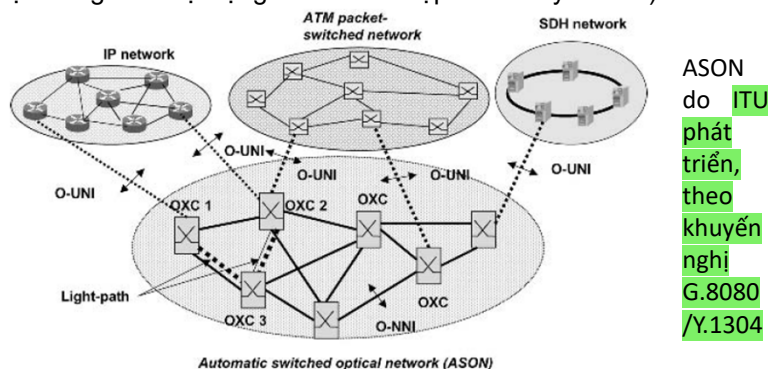 ATM packet-
switched network
SDH network
IP network
O-UNI
O-UNI
O-UNI
O-UNI
O-UNI
OXC 1
OXC 2
OXC
Light-path
OXC 3
OXC
O-NNI
Automatic switched optical network (ASON)
ASON
do ITU
phát
triển,
theo
khuyến
nghị
G.8080
/Y.1304